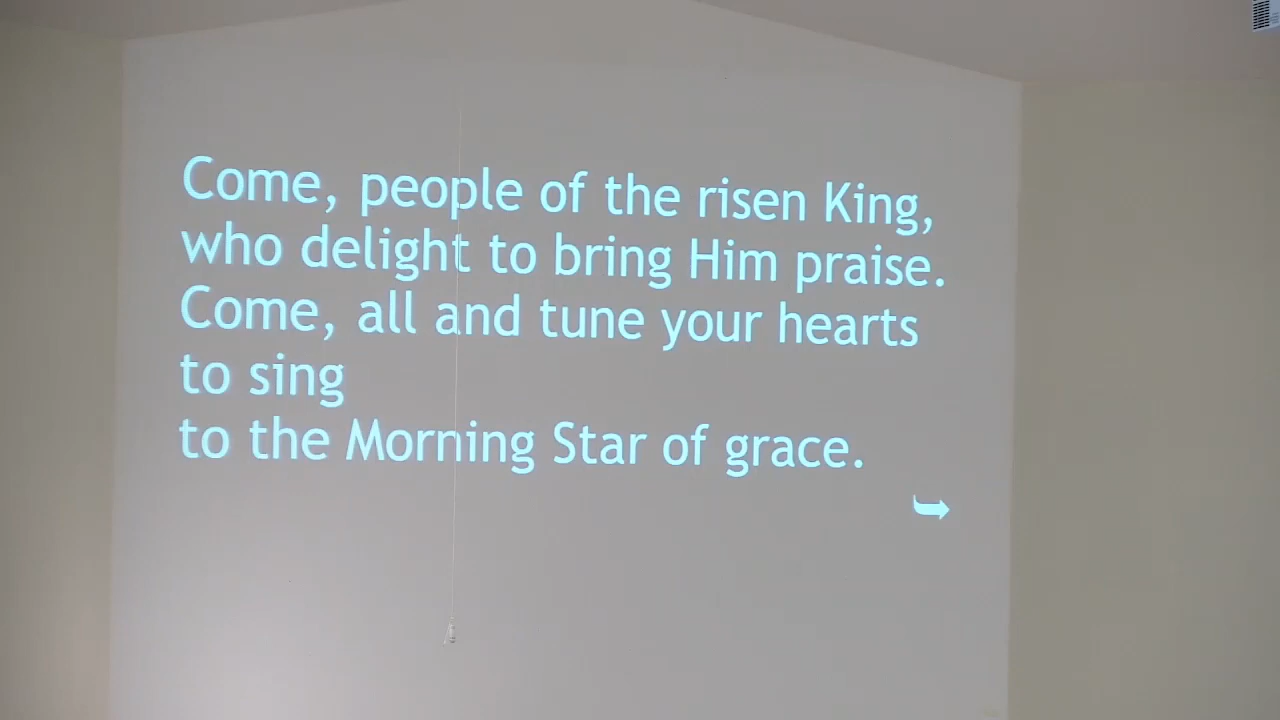 Come, people of the risen King,
who delight to bring Him praise.
Come, all and tune your hearts
to sing
to the Morning Star of grace.